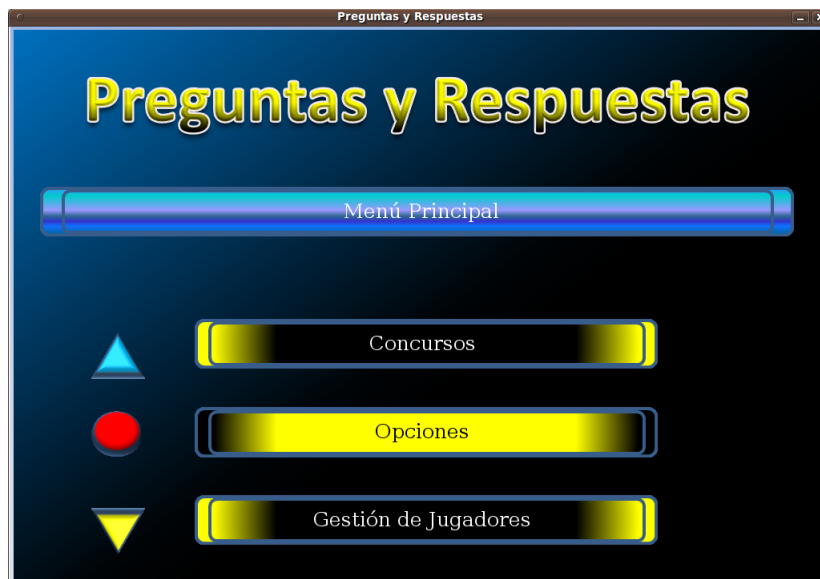 Preguntas y Respuestas
Preguntas y Respuestas
Menú Principal
Concursos
Opciones
Gestión de Jugadores